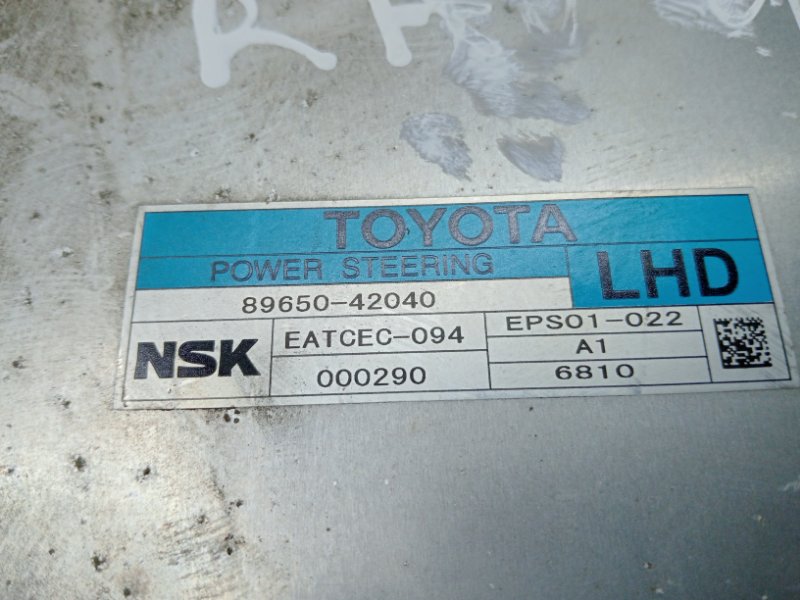 TOYOTA
POWER STEERING
LHD
89650-42040
NSK
EATCEC-094
EPS01-022
A1
000290
6810